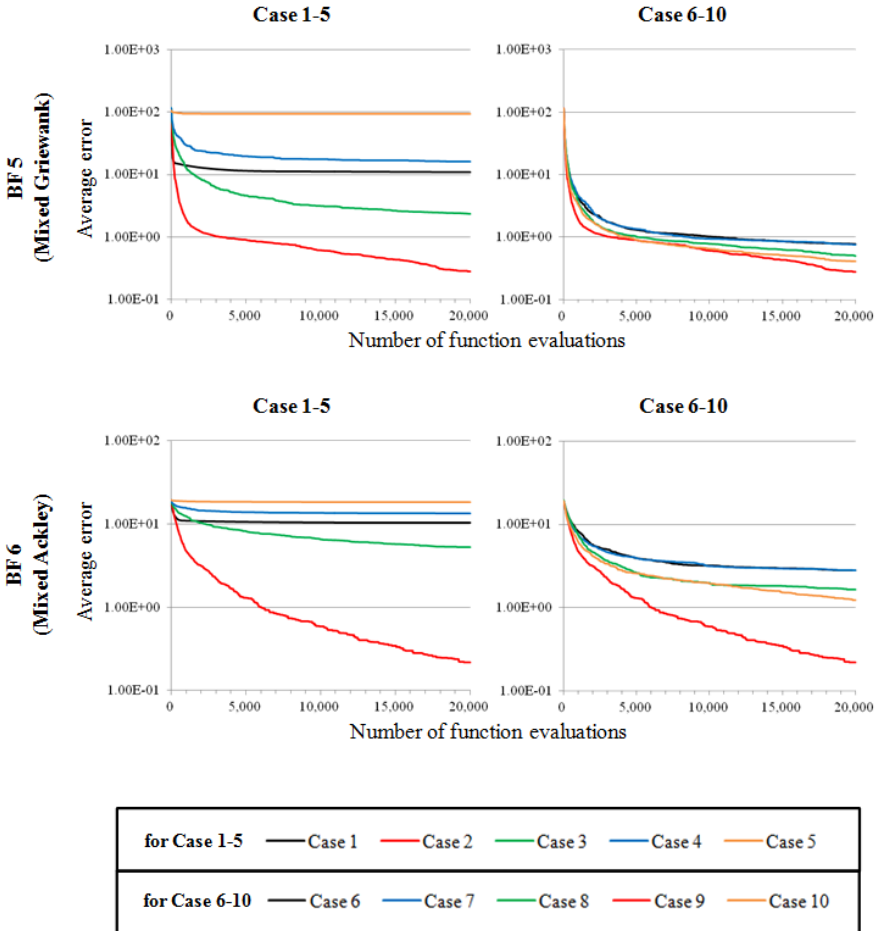 Case 1-5
Case 6-10
BF 5
(Mixed Griewank)
Average error
1.00E+03
1.00E+02
1.00E+01
1.00E+00
1.00E-01
0
5,000
10,000
15,000
20,000
1.00E+03
1.00E+02
1.00E+01
1.00E+00
1.00E-01
0
5,000
10,000
15,000
20,000
Number of function evaluations
Case 1-5
Case 6-10
BF 6
(Mixed Ackley)
Average error
1.00E+02
1.00E+01
1.00E+00
1.00E-01
0
5,000
10,000
15,000
20,000
1.00E+02
1.00E+01
1.00E+00
1.00E-01
0
5,000
10,000
15,000
20,000
Number of function evaluations
for Case 1-5 Case 1 Case 2 Case 3 Case 4 Case 5
for Case 6-10 Case 6 Case 7 Case 8 Case 9 Case 10